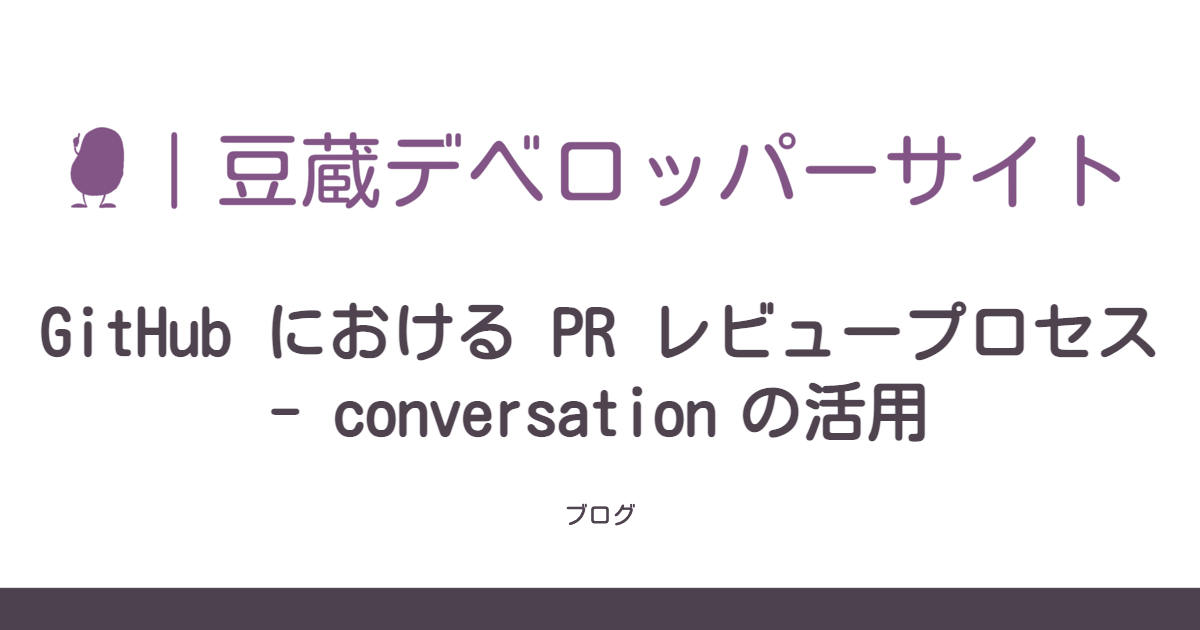 ｜豆蔵デベロッパーサイト
GitHub における PR レビュープロセス
- conversation の活用
ブログ